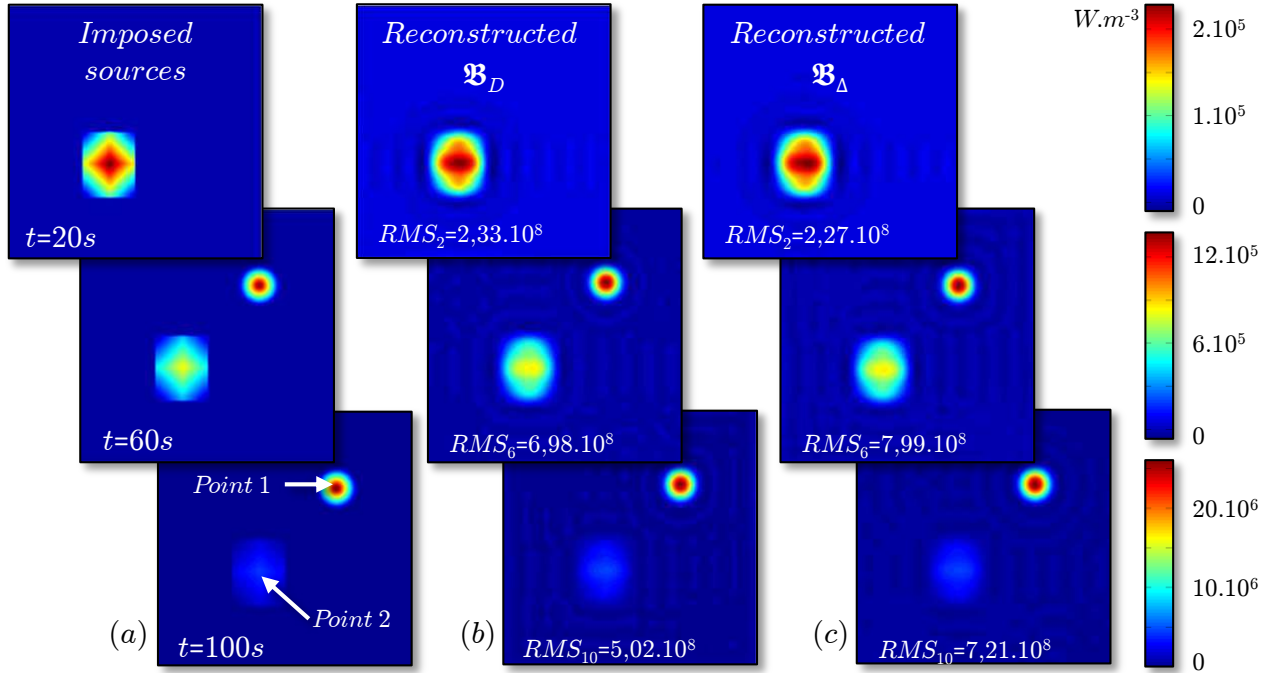 Imposed
sources
t=20s
Reconstructed
𝕭_D
RMS₂=2,33.10⁸
Reconstructed
𝕭_Δ
RMS₂=2,27.10⁸
W.m⁻³
2.10⁵
1.10⁵
0
t=60s
RMS₆=6,98.10⁸
RMS₆=7,99.10⁸
12.10⁵
6.10⁵
0
Point 1
Point 2
t=100s
(a)
(b)
RMS₁₀=5,02.10⁸
(c)
RMS₁₀=7,21.10⁸
20.10⁶
10.10⁶
0